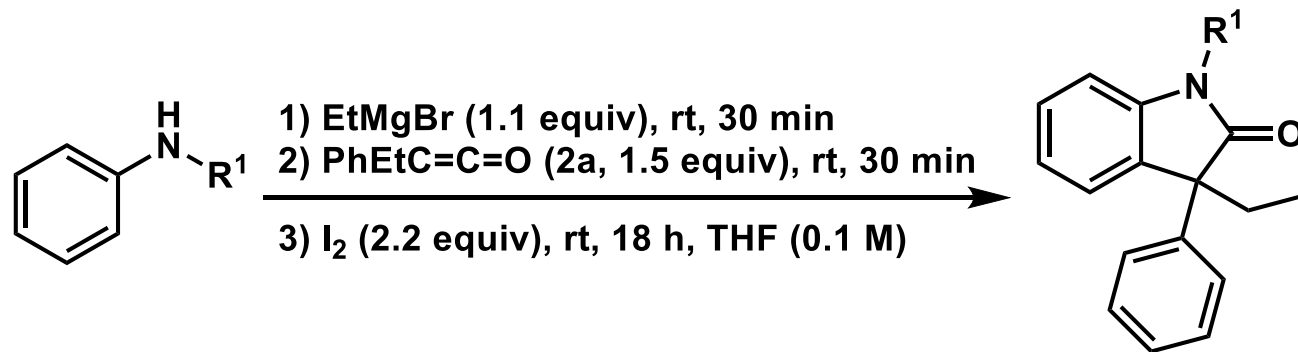 H
N
R¹
1) EtMgBr (1.1 equiv), rt, 30 min
2) PhEtC=C=O (2a, 1.5 equiv), rt, 30 min
3) I₂ (2.2 equiv), rt, 18 h, THF (0.1 M)
R¹
N
O